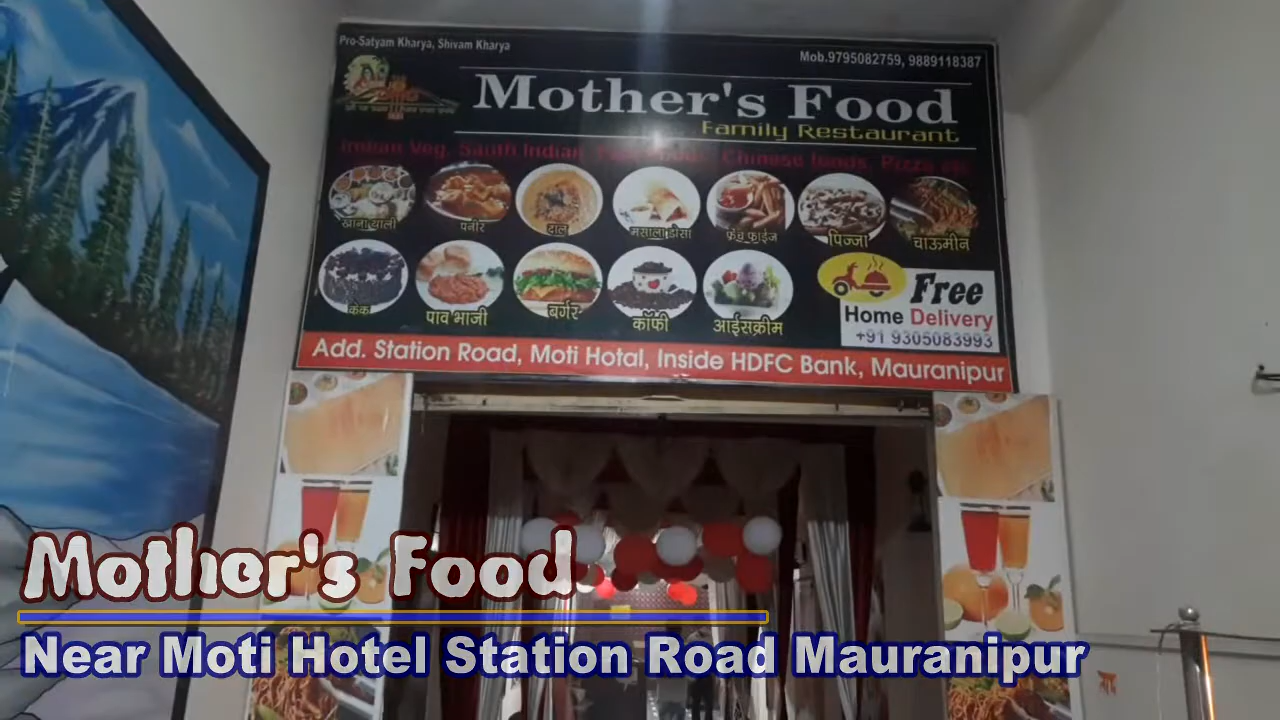 Pro-Satyam Kharya, Shivam Kharya
Mob.9795082759, 9889118387
Mother's Food
Family Restaurant
Indian Veg, South Indian, Chinese foods, Pizza
खाना थाली
पनीर
दाल
मसाला डोसा
फ्रेंच फ्राईज
पिज्जा
चाऊमीन
केक
पाव भाजी
बर्गर
कॉफी
आईसक्रीम
Free
Home Delivery
+91 9305083993
Add. Station Road, Moti Hotal, Inside HDFC Bank, Mauranipur
Mother's Food
Near Moti Hotel Station Road Mauranipur